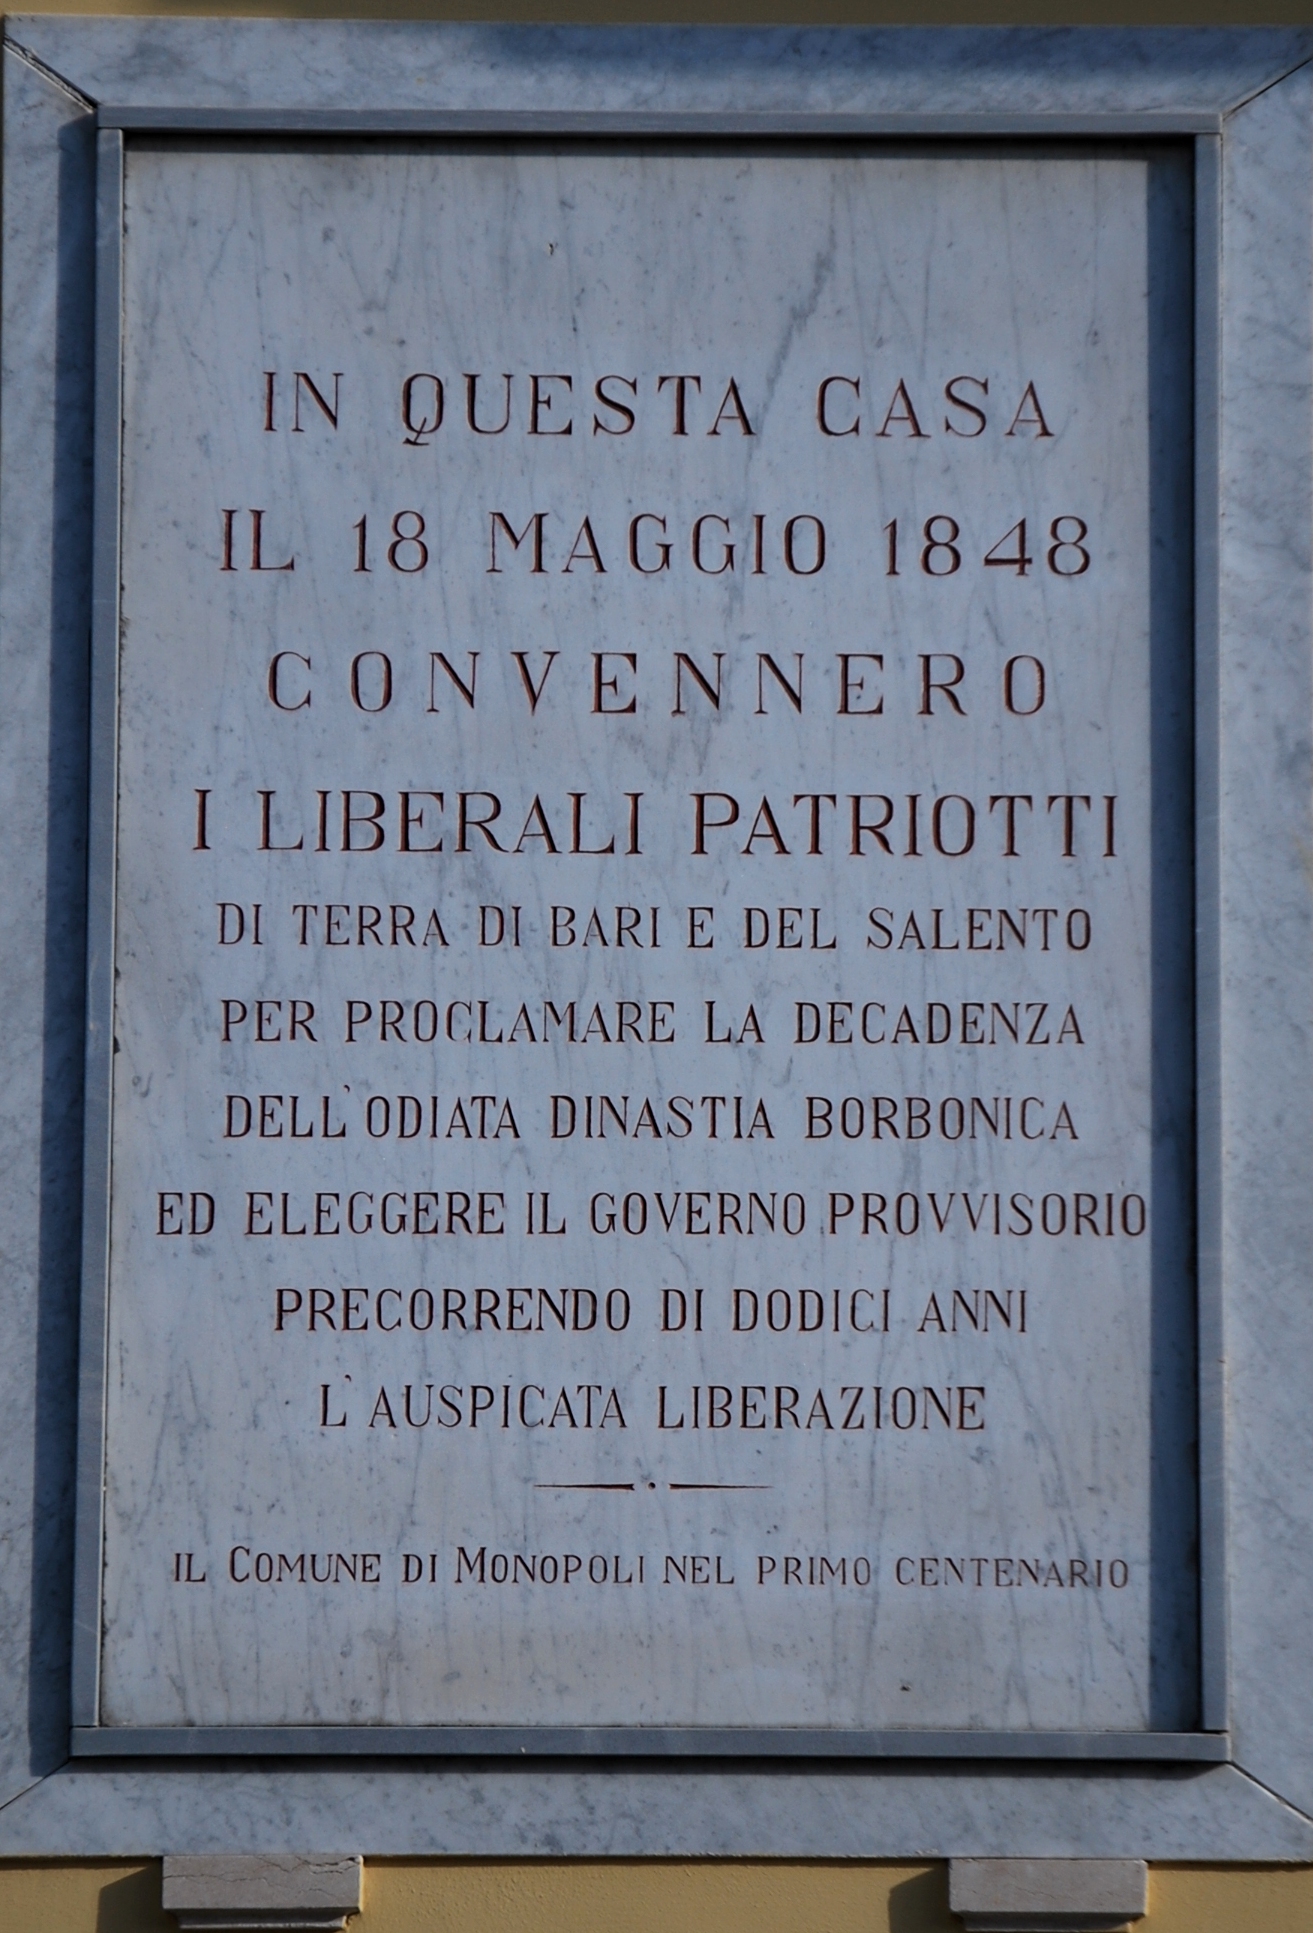 IN QUESTA CASA
IL 18 MAGGIO 1848
CONVENNERO
I LIBERALI PATRIOTTI
DI TERRA DI BARI E DEL SALENTO
PER PROCLAMARE LA DECADENZA
DELL'ODIATA DINASTIA BORBONICA
ED ELEGGERE IL GOVERNO PROVVISORIO
PRECORRENDO DI DODICI ANNI
L'AUSPICATA LIBERAZIONE
IL COMUNE DI MONOPOLI NEL PRIMO CENTENARIO